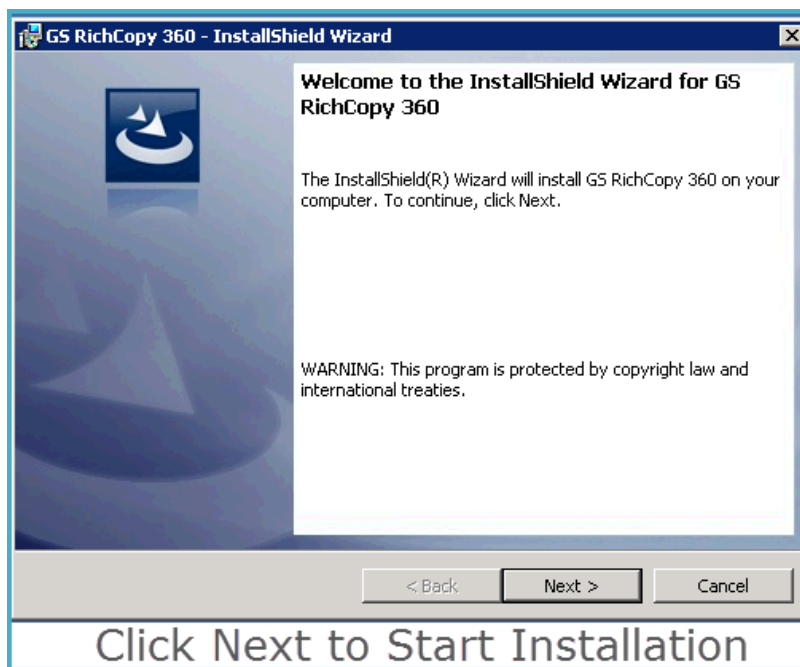 GS RichCopy 360 - InstallShield Wizard
Welcome to the InstallShield Wizard for GS
RichCopy 360
The InstallShield(R) Wizard will install GS RichCopy 360 on your
computer. To continue, click Next.
WARNING: This program is protected by copyright law and
international treaties.
< Back Next > Cancel
Click Next to Start Installation